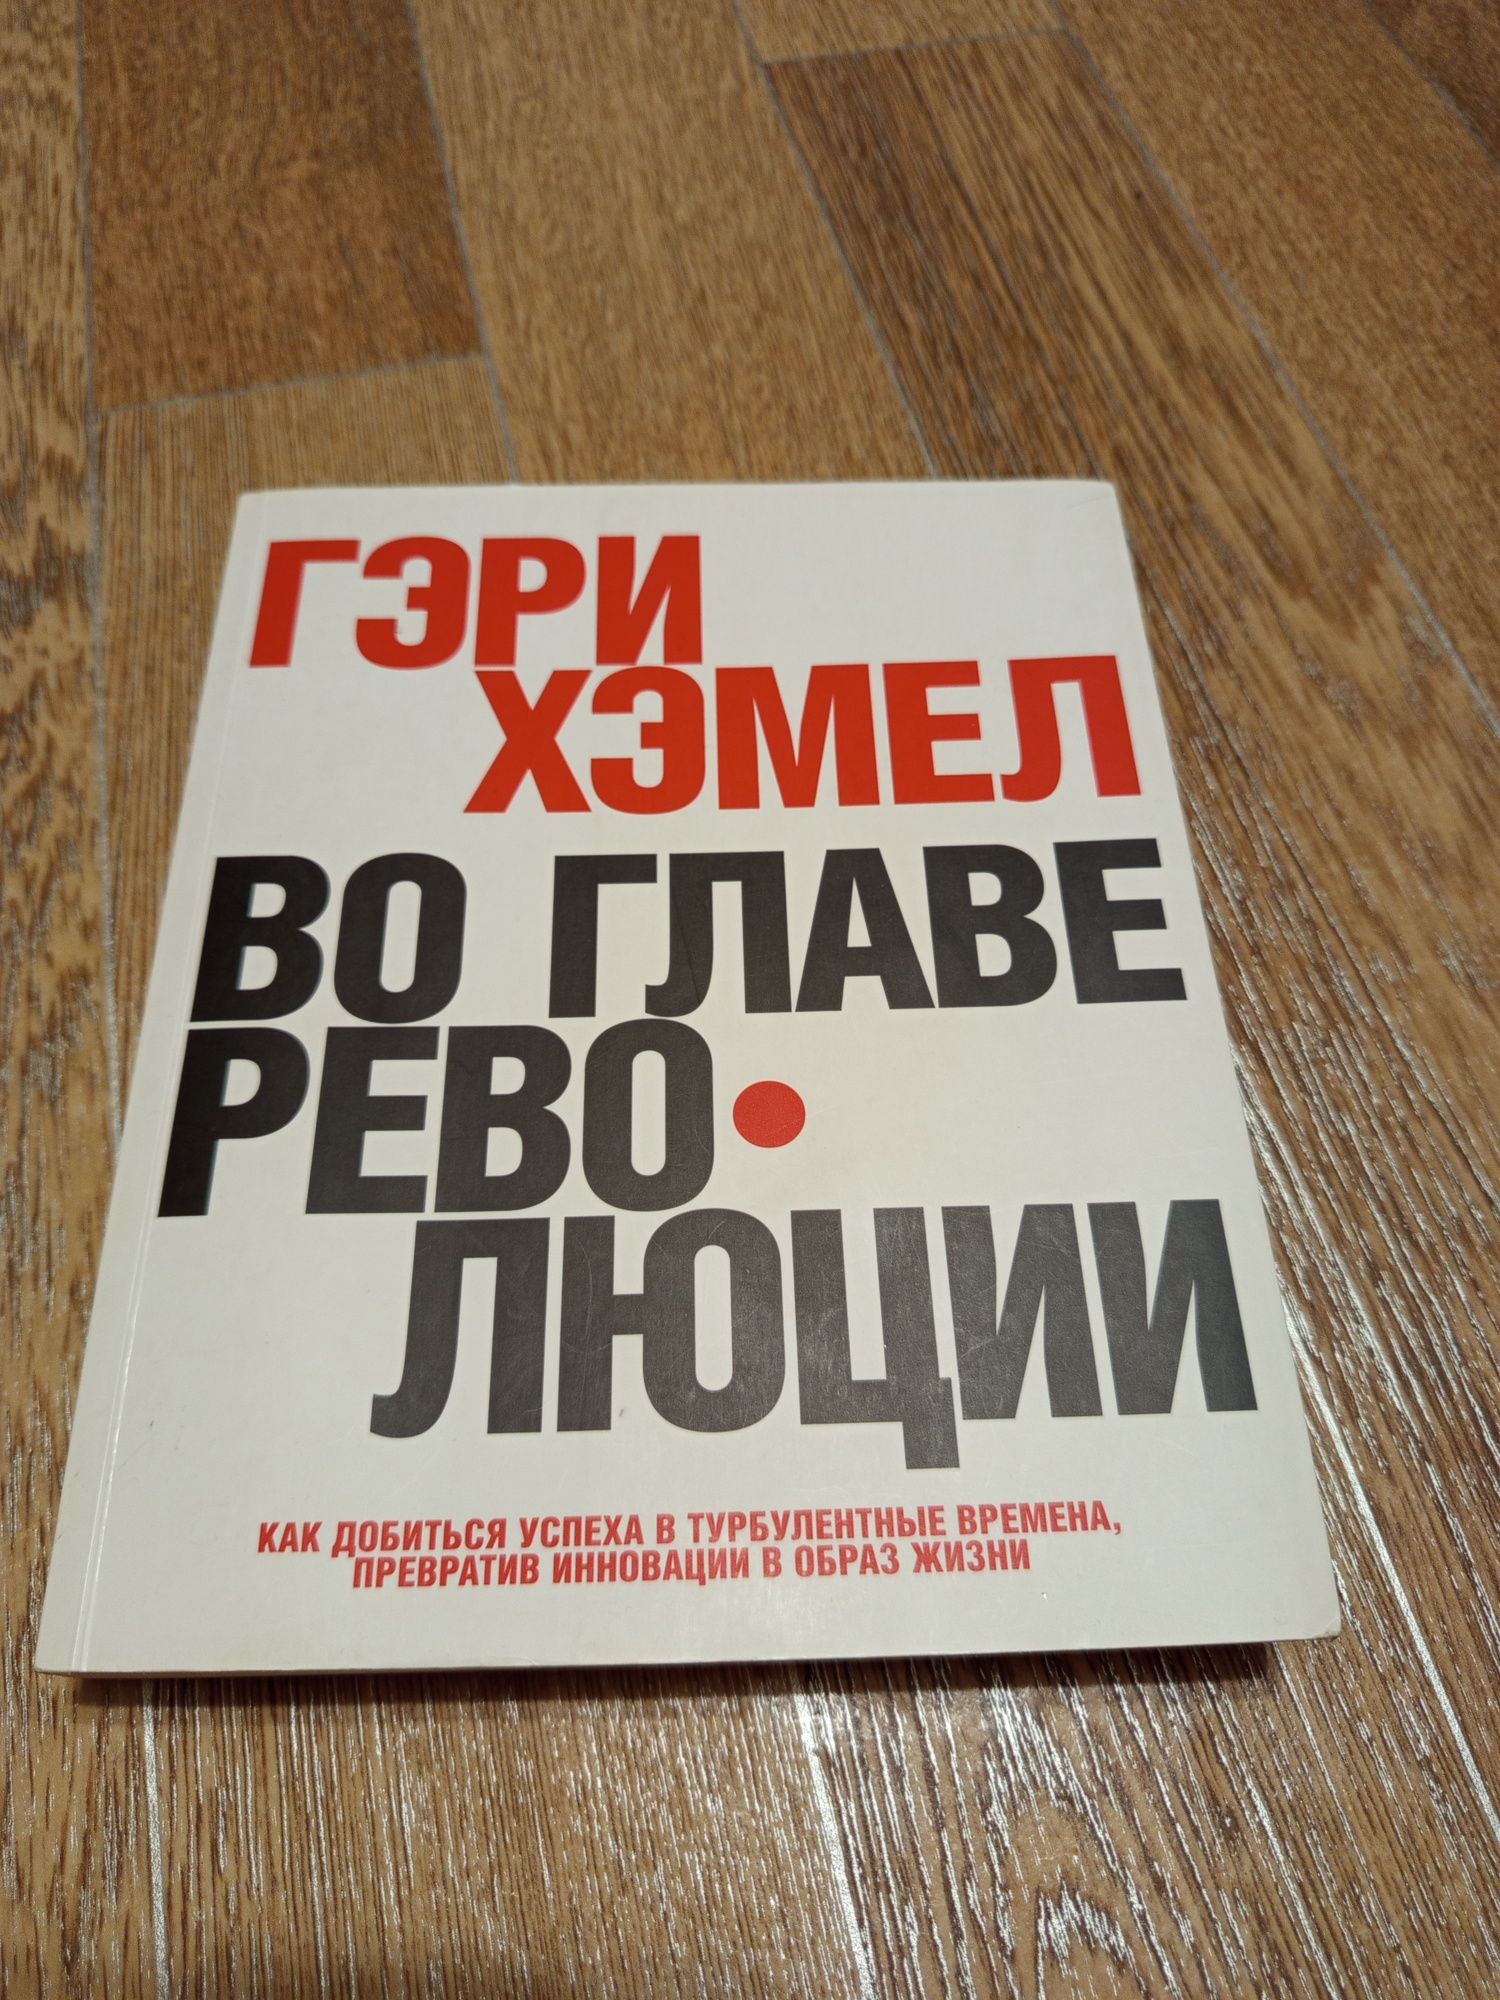 ГЭРИ
ХЭМЕЛ
ВО ГЛАВЕ
РЕВО•
ЛЮЦИИ
КАК ДОБИТЬСЯ УСПЕХА В ТУРБУЛЕНТНЫЕ ВРЕМЕНА,
ПРЕВРАТИВ ИННОВАЦИИ В ОБРАЗ ЖИЗНИ